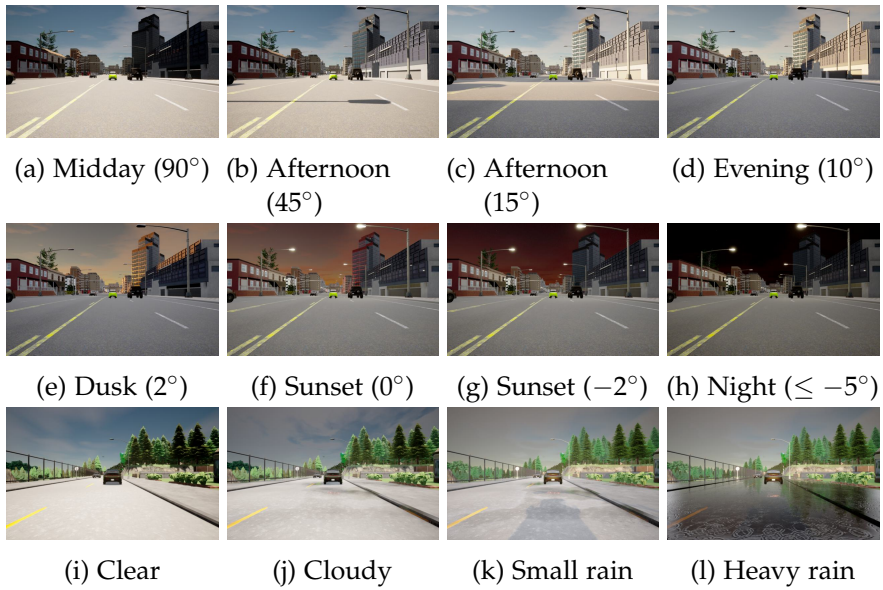 (a) Midday (90°)
(b) Afternoon
(45°)
(c) Afternoon
(15°)
(d) Evening (10°)
(e) Dusk (2°)
(f) Sunset (0°)
(g) Sunset (−2°)
(h) Night (≤ −5°)
(i) Clear
(j) Cloudy
(k) Small rain
(l) Heavy rain